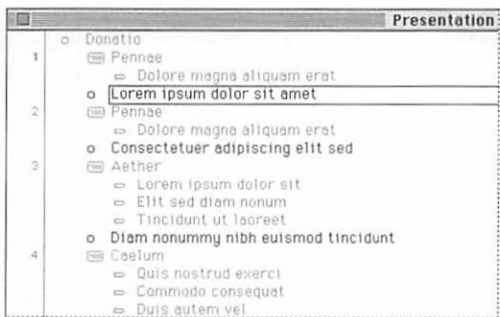 Presentation
Donatio
1 Pennae
Dolore magna aliquam erat
Lorem ipsum dolor sit amet
2 Pennae
Dolore magna aliquam erat
Consectetuer adipiscing elit sed
3 Aether
Lorem ipsum dolor sit
Elit sed diam nonum
Tincidunt ut laoreet
Diam nonummy nibh euismod tincidunt
4 Caelum
Quis nostrud exerci
Commodo consequat
Duis autem vel